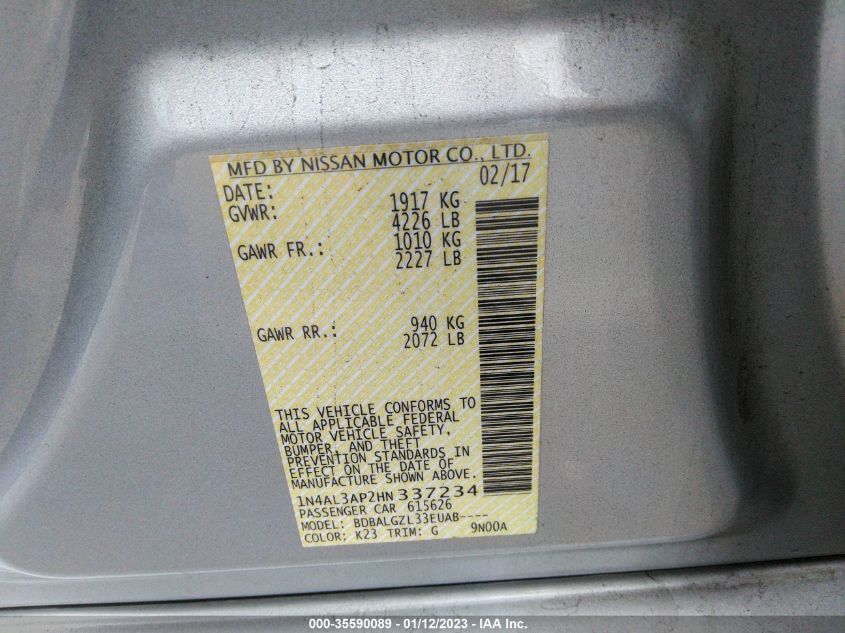 MFD BY NISSAN MOTOR CO., LTD.
DATE: 02/17
GVWR: 1917 KG
4226 LB
GAWR FR.: 1010 KG
2227 LB
GAWR RR.: 940 KG
2072 LB
THIS VEHICLE CONFORMS TO
ALL APPLICABLE FEDERAL
MOTOR VEHICLE SAFETY,
BUMPER, AND THEFT
PREVENTION STANDARDS IN
EFFECT ON THE DATE OF
MANUFACTURE SHOWN ABOVE.
1N4AL3AP2HN 337234
PASSENGER CAR 615626
MODEL: BDBALGZL33EUAB----
COLOR: K23 TRIM: G 9N00A
000-35590089 - 01/12/2023 - IAA Inc.